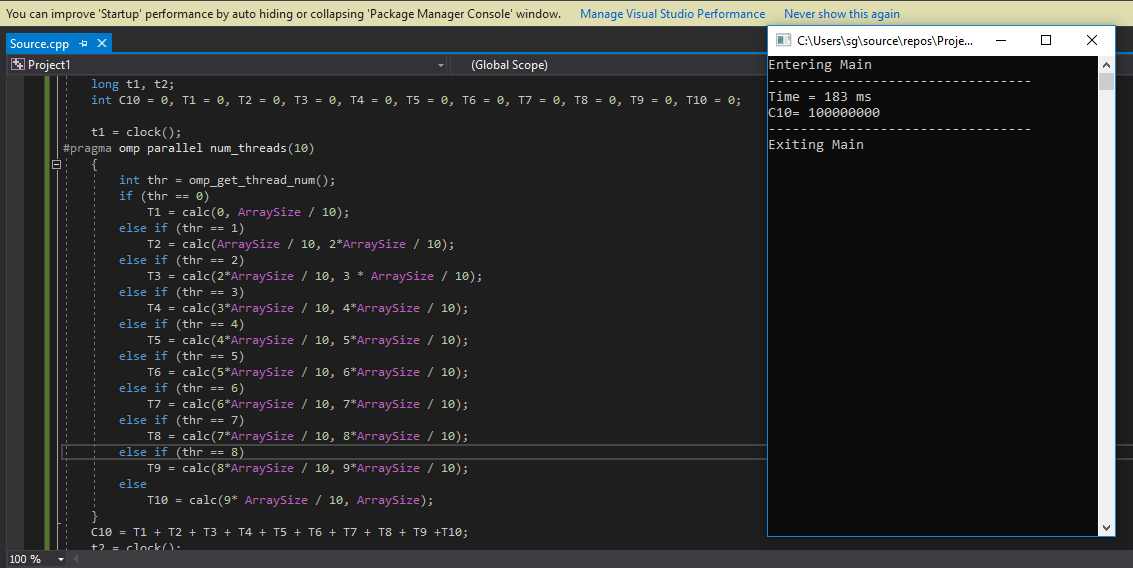 You can improve 'Startup' performance by auto hiding or collapsing 'Package Manager Console' window. Manage Visual Studio Performance Never show this again
Source.cpp
Project1 (Global Scope)
long t1, t2;
int C10 = 0, T1 = 0, T2 = 0, T3 = 0, T4 = 0, T5 = 0, T6 = 0, T7 = 0, T8 = 0, T9 = 0, T10 = 0;
t1 = clock();
#pragma omp parallel num_threads(10)
{
int thr = omp_get_thread_num();
if (thr == 0)
T1 = calc(0, ArraySize / 10);
else if (thr == 1)
T2 = calc(ArraySize / 10, 2*ArraySize / 10);
else if (thr == 2)
T3 = calc(2*ArraySize / 10, 3 * ArraySize / 10);
else if (thr == 3)
T4 = calc(3*ArraySize / 10, 4*ArraySize / 10);
else if (thr == 4)
T5 = calc(4*ArraySize / 10, 5*ArraySize / 10);
else if (thr == 5)
T6 = calc(5*ArraySize / 10, 6*ArraySize / 10);
else if (thr == 6)
T7 = calc(6*ArraySize / 10, 7*ArraySize / 10);
else if (thr == 7)
T8 = calc(7*ArraySize / 10, 8*ArraySize / 10);
else if (thr == 8)
T9 = calc(8*ArraySize / 10, 9*ArraySize / 10);
else
T10 = calc(9* ArraySize / 10, ArraySize);
}
C10 = T1 + T2 + T3 + T4 + T5 + T6 + T7 + T8 + T9 +T10;
t2 = clock();
100 %
C:\Users\sg\source\repos\Proje...
Entering Main
---------------------------------
Time = 183 ms
C10= 100000000
---------------------------------
Exiting Main